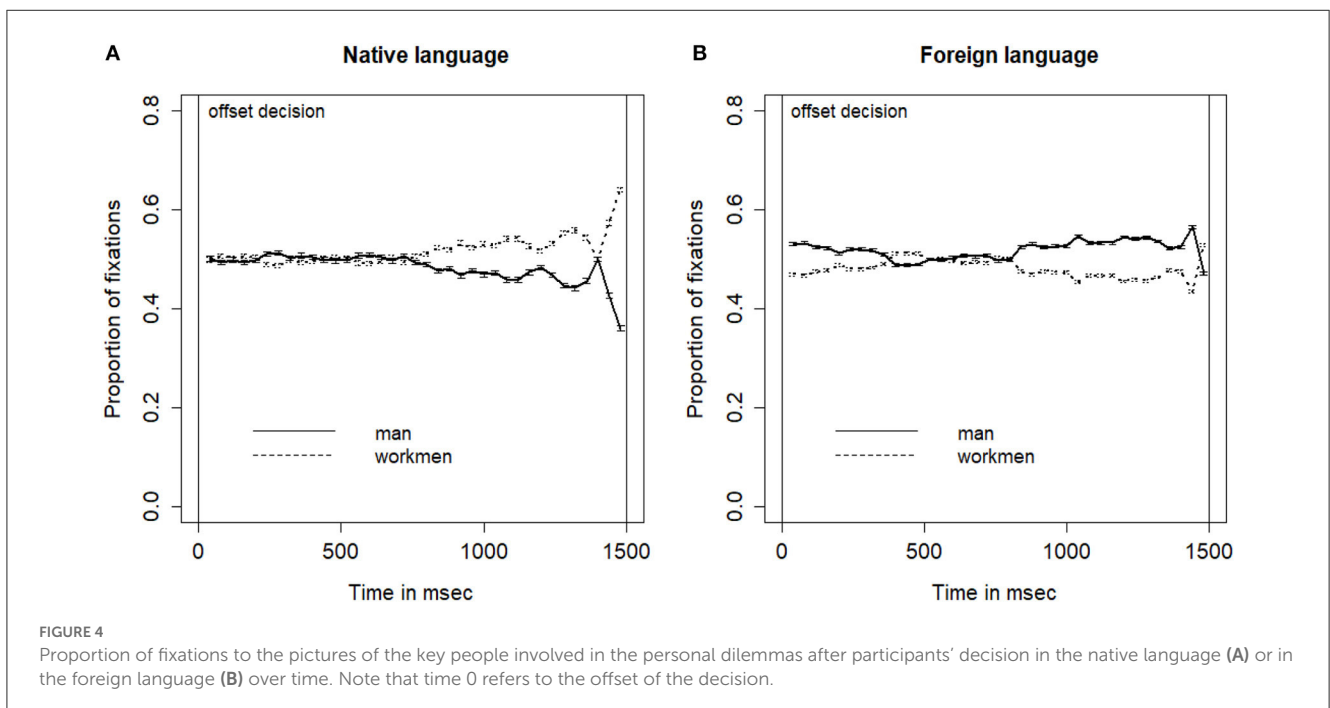 A
Native language
offset decision
Proportion of fixations
0.0
0.2
0.4
0.6
0.8
man
workmen
0
500
1000
1500
Time in msec
B
Foreign language
offset decision
Proportion of fixations
0.0
0.2
0.4
0.6
0.8
man
workmen
0
500
1000
1500
Time in msec
FIGURE 4
Proportion of fixations to the pictures of the key people involved in the personal dilemmas after participants’ decision in the native language (A) or in
the foreign language (B) over time. Note that time 0 refers to the offset of the decision.